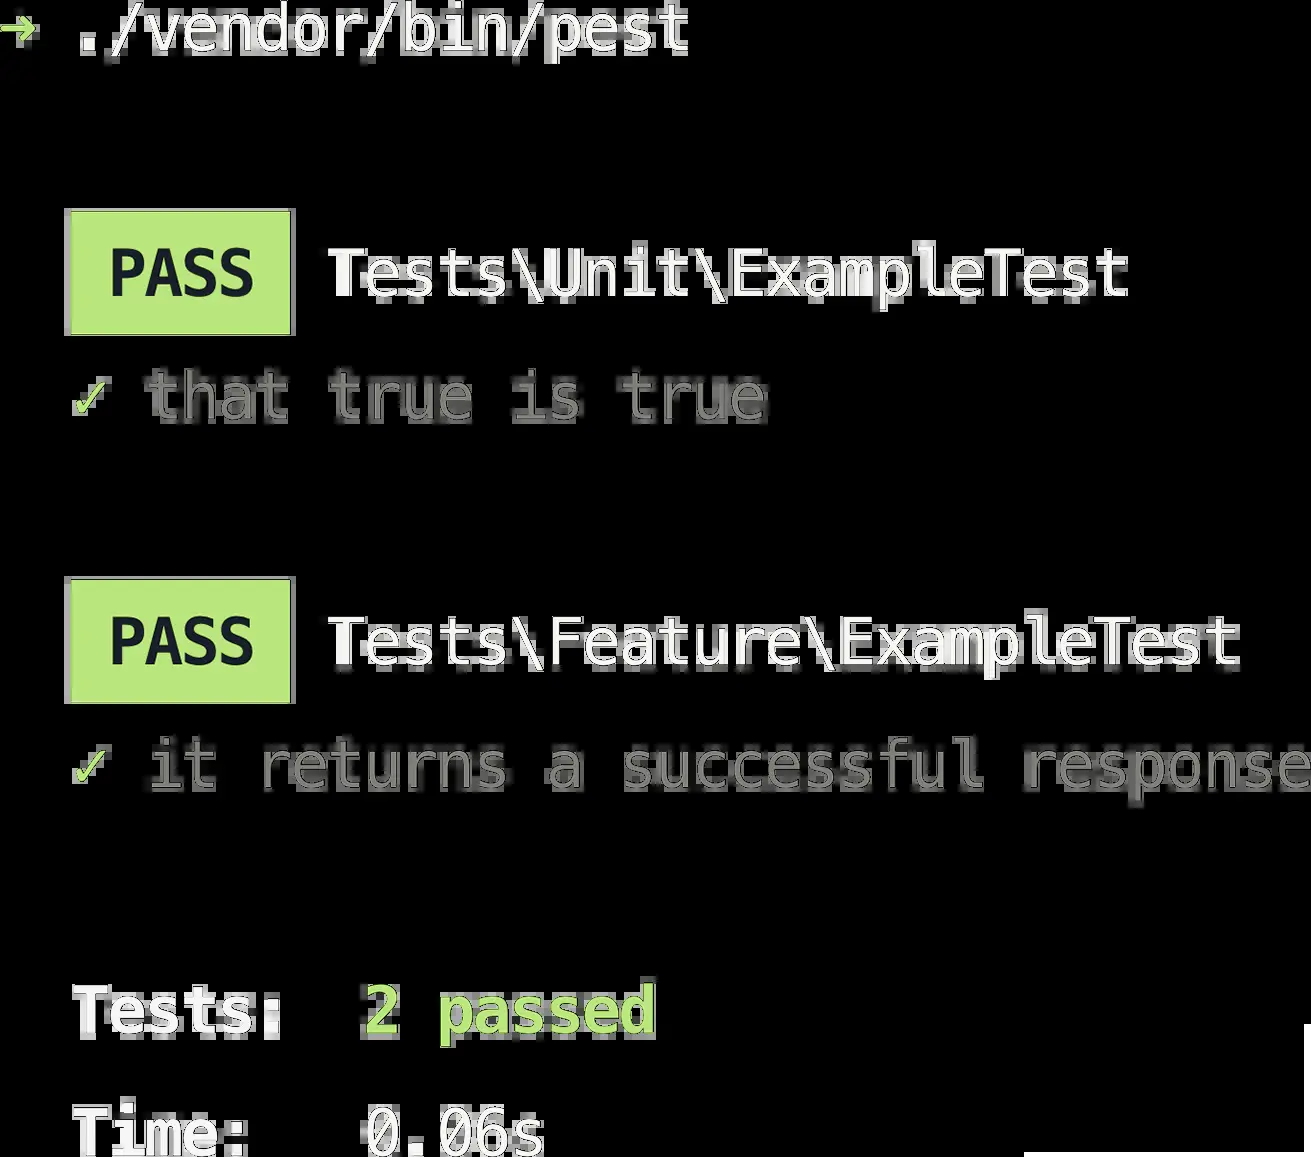 ➜ ./vendor/bin/pest
PASS Tests\Unit\ExampleTest
✓ that true is true
PASS Tests\Feature\ExampleTest
✓ it returns a successful response
Tests: 2 passed
Time: 0.06s